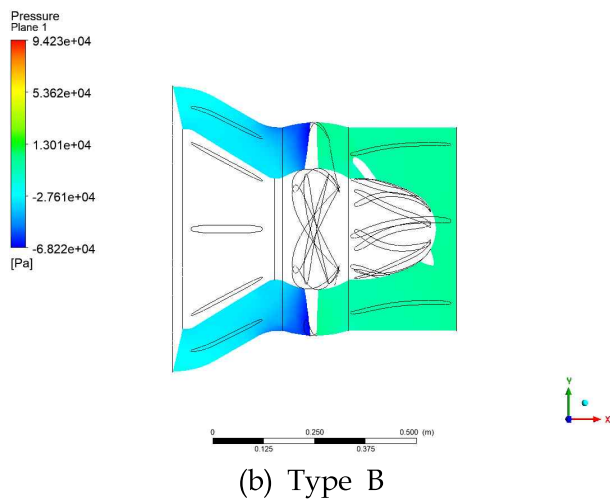 Pressure
Plane 1
9.423e+04
5.362e+04
1.301e+04
-2.761e+04
-6.822e+04
[Pa]
Y
X
0 0.250 0.500 (m)
0.125 0.375
(b) Type B